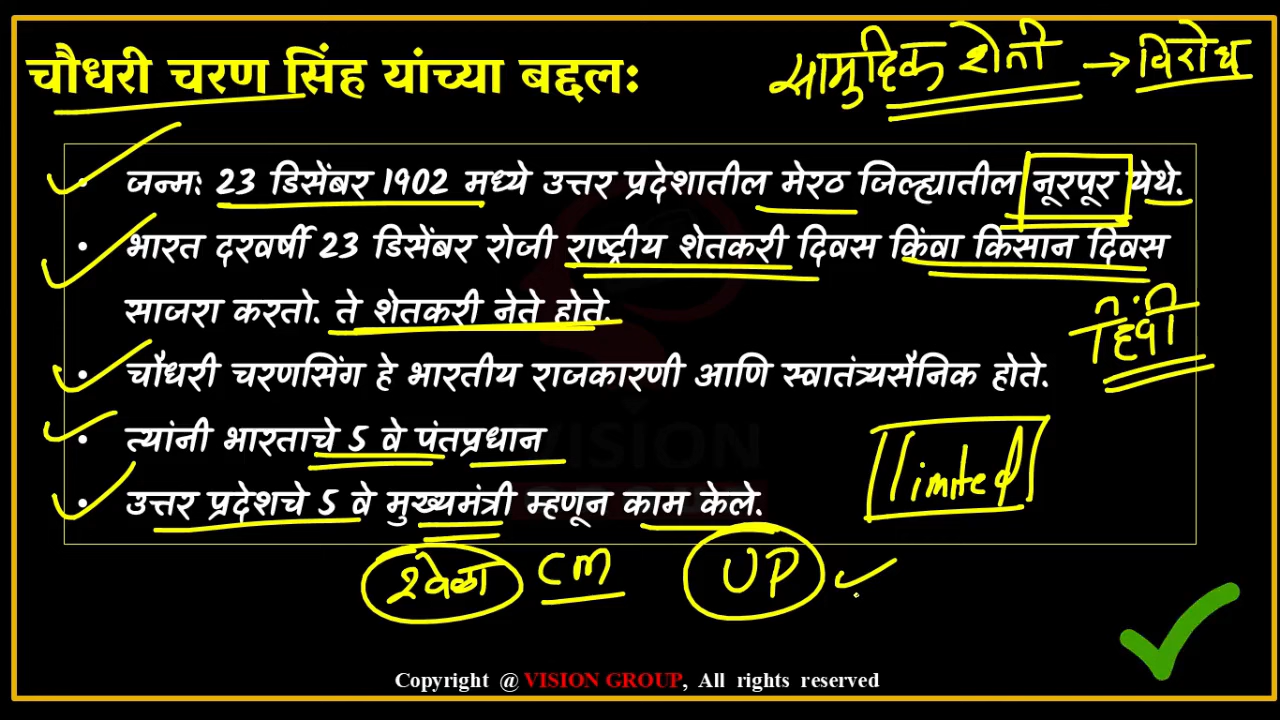 चौधरी चरण सिंह यांच्या बद्दलः
सामुदिक शेती → विरोध
• जन्मः 23 डिसेंबर 1902 मध्ये उत्तर प्रदेशातील मेरठ जिल्ह्यातील नूरपूर येथे.
• भारत दरवर्षी 23 डिसेंबर रोजी राष्ट्रीय शेतकरी दिवस किंवा किसान दिवस
साजरा करतो. ते शेतकरी नेते होते.
• चौधरी चरणसिंग हे भारतीय राजकारणी आणि स्वातंत्र्यसैनिक होते.
• त्यांनी भारताचे 5 वे पंतप्रधान
limited
• उत्तर प्रदेशचे 5 वे मुख्यमंत्री म्हणून काम केले.
२ वेळा CM UP
Copyright @ VISION GROUP, All rights reserved